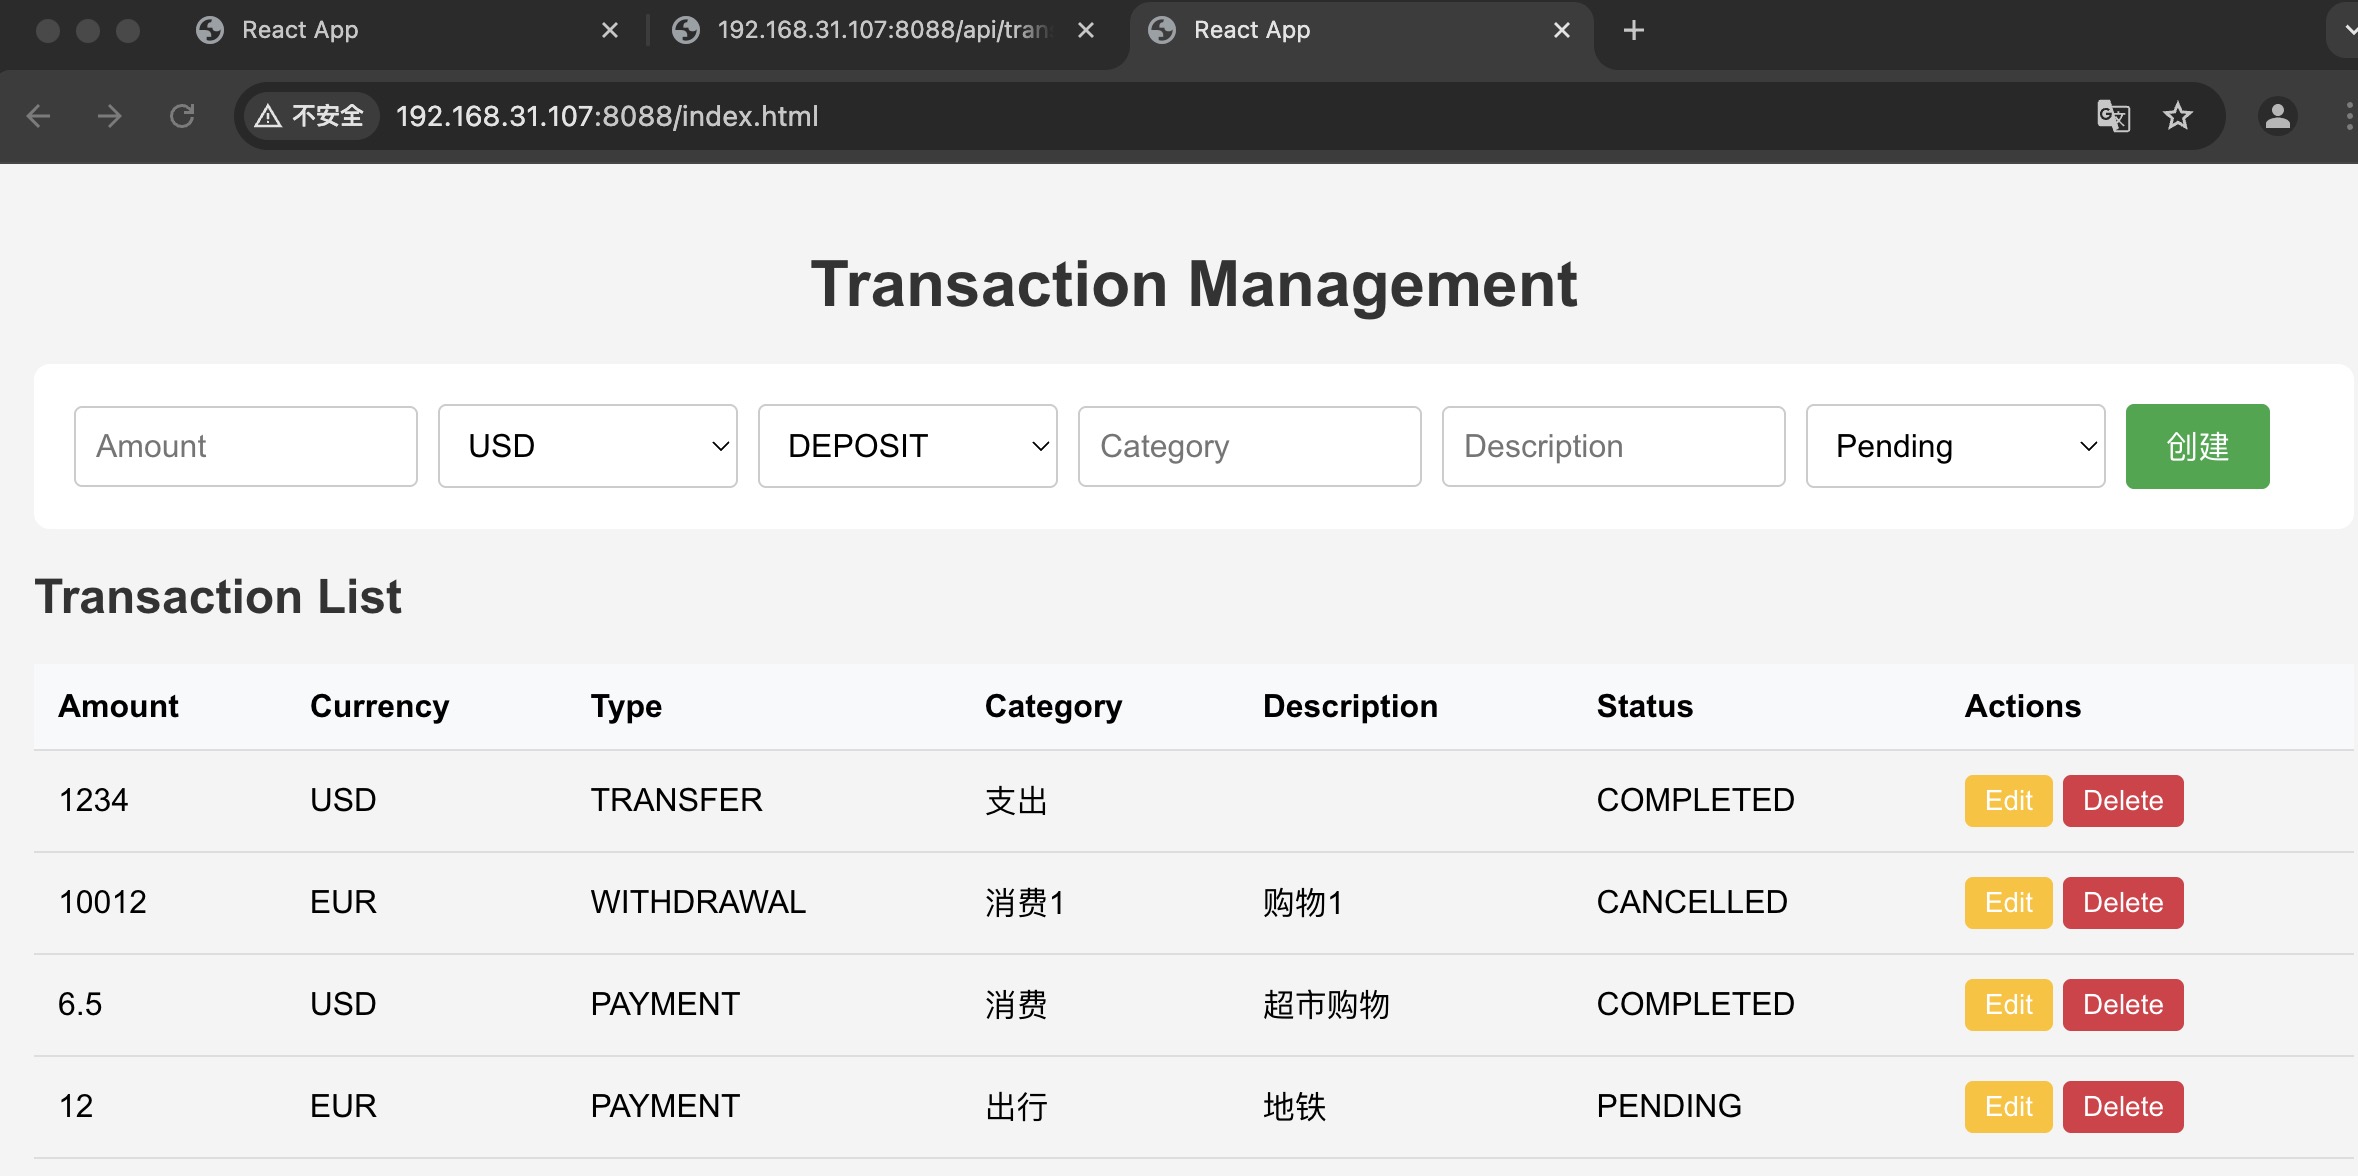 React App
192.168.31.107:8088/api/tran
React App
不安全 192.168.31.107:8088/index.html
Transaction Management
Amount USD DEPOSIT Category Description Pending 创建
Transaction List
Amount Currency Type Category Description Status Actions
1234 USD TRANSFER 支出 COMPLETED Edit Delete
10012 EUR WITHDRAWAL 消费1 购物1 CANCELLED Edit Delete
6.5 USD PAYMENT 消费 超市购物 COMPLETED Edit Delete
12 EUR PAYMENT 出行 地铁 PENDING Edit Delete